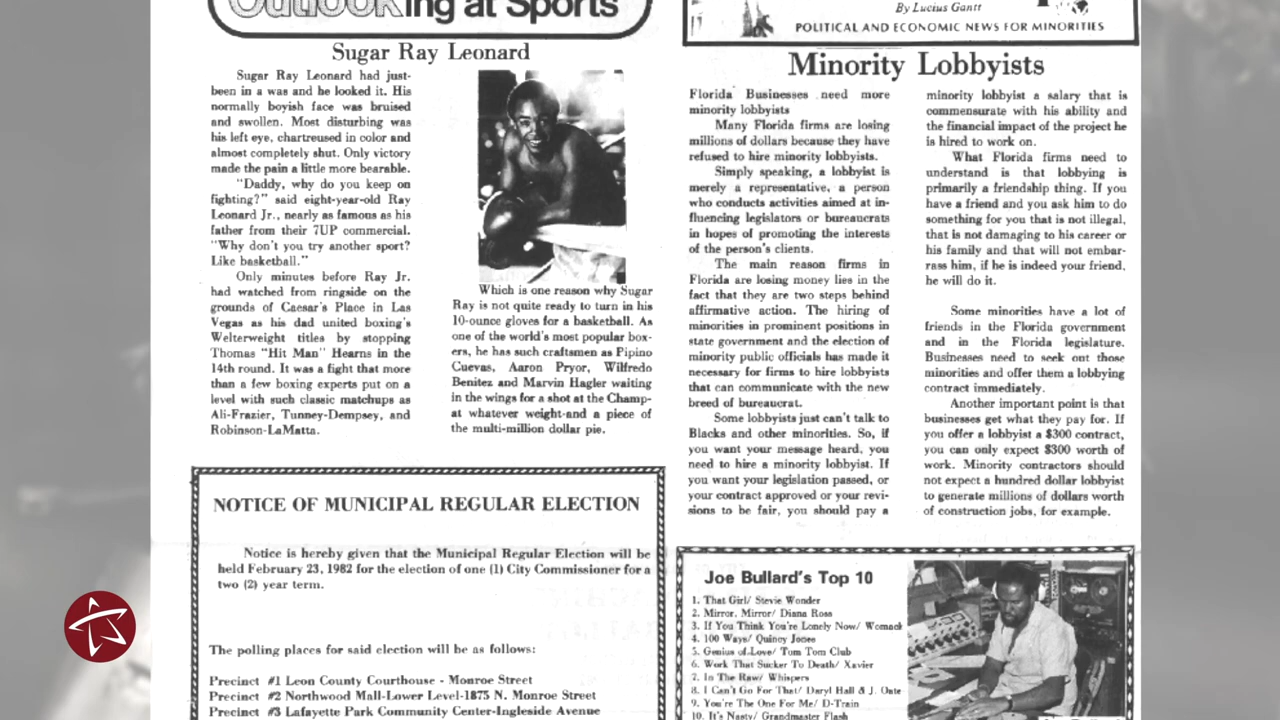 Outlooking at Sports
Sugar Ray Leonard
Sugar Ray Leonard had just-
been in a was and he looked it. His
normally boyish face was bruised
and swollen. Most disturbing was
his left eye, chartreused in color and
almost completely shut. Only victory
made the pain a little more bearable.
"Daddy, why do you keep on
fighting?" said eight-year-old Ray
Leonard Jr., nearly as famous as his
father from their 7UP commercial.
"Why don't you try another sport?
Like basketball."
Only minutes before Ray Jr.
had watched from ringside on the
grounds of Caesar's Place in Las
Vegas as his dad united boxing's
Welterweight titles by stopping
Thomas "Hit Man" Hearns in the
14th round. It was a fight that more
than a few boxing experts put on a
level with such classic matchups as
Ali-Frazier, Tunney-Dempsey, and
Robinson-LaMatta.
Which is one reason why Sugar
Ray is not quite ready to turn in his
10-ounce gloves for a basketball. As
one of the world's most popular box-
ers, he has such craftsmen as Pipino
Cuevas, Aaron Pryor, Wilfredo
Benitez and Marvin Hagler waiting
in the wings for a shot at the Champ-
at whatever weight-and a piece of
the multi-million dollar pie.
NOTICE OF MUNICIPAL REGULAR ELECTION
Notice is hereby given that the Municipal Regular Election will be
held February 23, 1982 for the election of one (1) City Commissioner for a
two (2) year term.
The polling places for said election will be as follows:
Precinct #1 Leon County Courthouse - Monroe Street
Precinct #2 Northwood Mall-Lower Level-1875 N. Monroe Street
Precinct #3 Lafayette Park Community Center-Ingleside Avenue
By Lucius Gantt
POLITICAL AND ECONOMIC NEWS FOR MINORITIES
Minority Lobbyists
Florida Businesses need more
minority lobbyists
Many Florida firms are losing
millions of dollars because they have
refused to hire minority lobbyists.
Simply speaking, a lobbyist is
merely a representative, a person
who conducts activities aimed at in-
fluencing legislators or bureaucrats
in hopes of promoting the interests
of the person's clients.
The main reason firms in
Florida are losing money lies in the
fact that they are two steps behind
affirmative action. The hiring of
minorities in prominent positions in
state government and the election of
minority public officials has made it
necessary for firms to hire lobbyists
that can communicate with the new
breed of bureaucrat.
Some lobbyists just can't talk to
Blacks and other minorities. So, if
you want your message heard, you
need to hire a minority lobbyist. If
you want your legislation passed, or
your contract approved or your revi-
sions to be fair, you should pay a
minority lobbyist a salary that is
commensurate with his ability and
the financial impact of the project he
is hired to work on.
What Florida firms need to
understand is that lobbying is
primarily a friendship thing. If you
have a friend and you ask him to do
something for you that is not illegal,
that is not damaging to his career or
his family and that will not embar-
rass him, if he is indeed your friend,
he will do it.
Some minorities have a lot of
friends in the Florida government
and in the Florida legislature.
Businesses need to seek out those
minorities and offer them a lobbying
contract immediately.
Another important point is that
businesses get what they pay for. If
you offer a lobbyist a $300 contract,
you can only expect $300 worth of
work. Minority contractors should
not expect a hundred dollar lobbyist
to generate millions of dollars worth
of construction jobs, for example.
Joe Bullard's Top 10
1. That Girl/ Stevie Wonder
2. Mirror, Mirror/ Diana Ross
3. If You Think You're Lonely Now/ Womack
4. 100 Ways/ Quincy Jones
5. Genius of Love/ Tom Tom Club
6. Work That Sucker To Death/ Xavier
7. In The Raw/ Whispers
8. I Can't Go For That/ Daryl Hall & J. Oate
9. You're The One For Me/ D-Train
10. It's Nasty/ Grandmaster Flash